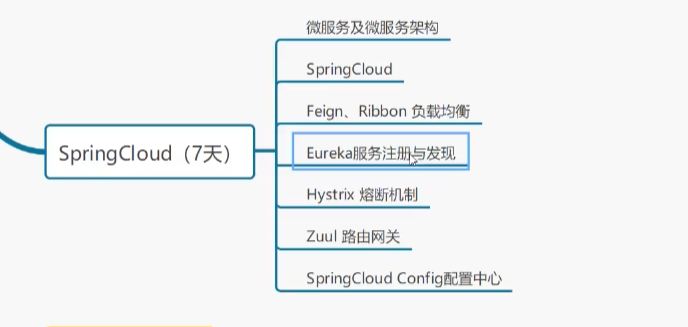 微服务及微服务架构
SpringCloud
Feign、Ribbon 负载均衡
SpringCloud（7天）
Eureka服务注册与发现
Hystrix 熔断机制
Zuul 路由网关
SpringCloud Config配置中心